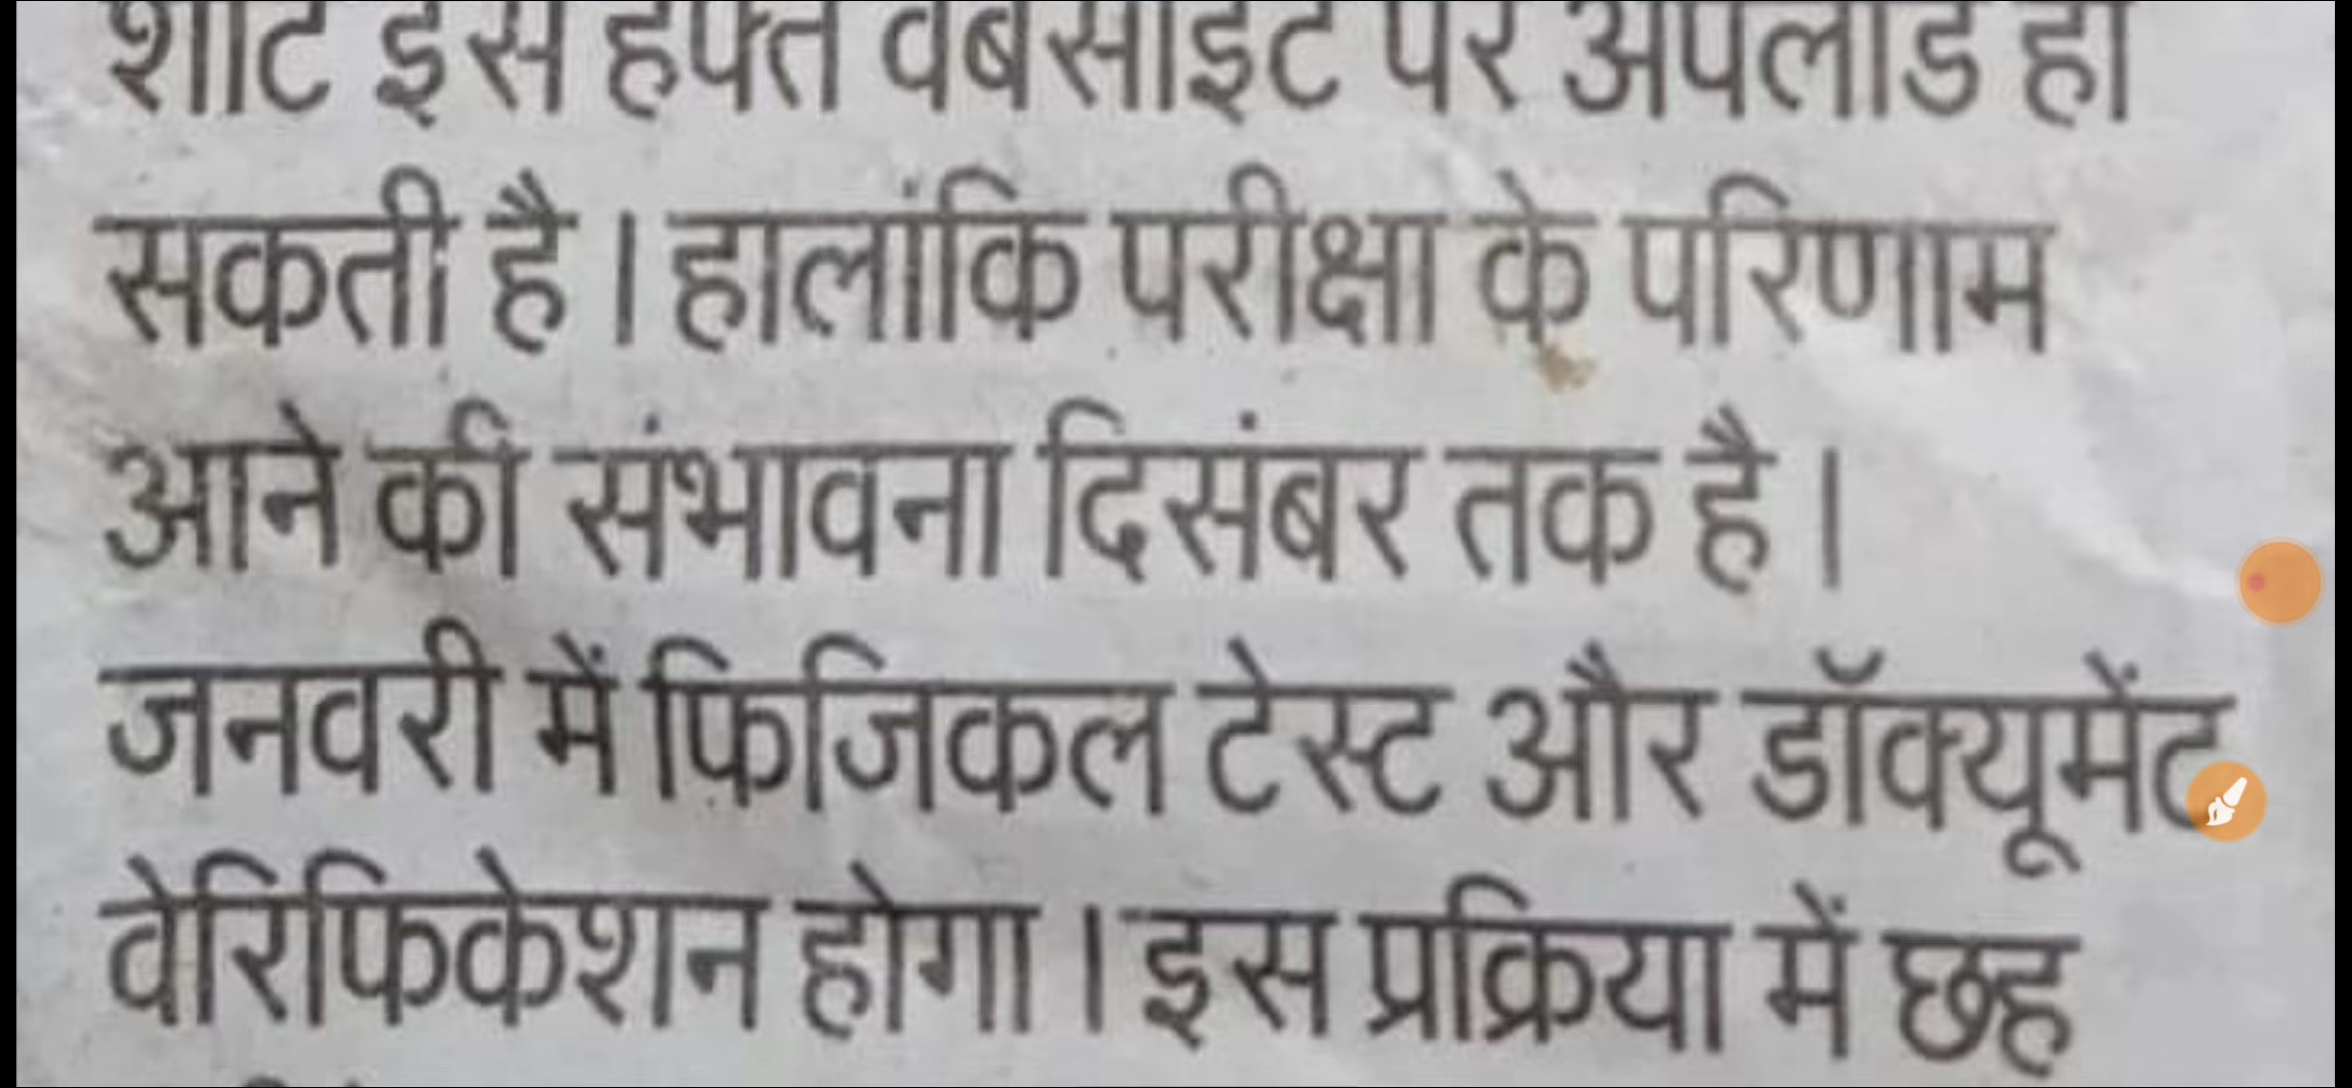 शीट इस हफ्ते वेबसाइट पर अपलोड हो
सकती है। हालांकि परीक्षा के परिणाम
आने की संभावना दिसंबर तक है।
जनवरी में फिजिकल टेस्ट और डॉक्यूमेंट
वेरिफिकेशन होगा। इस प्रक्रिया में छह